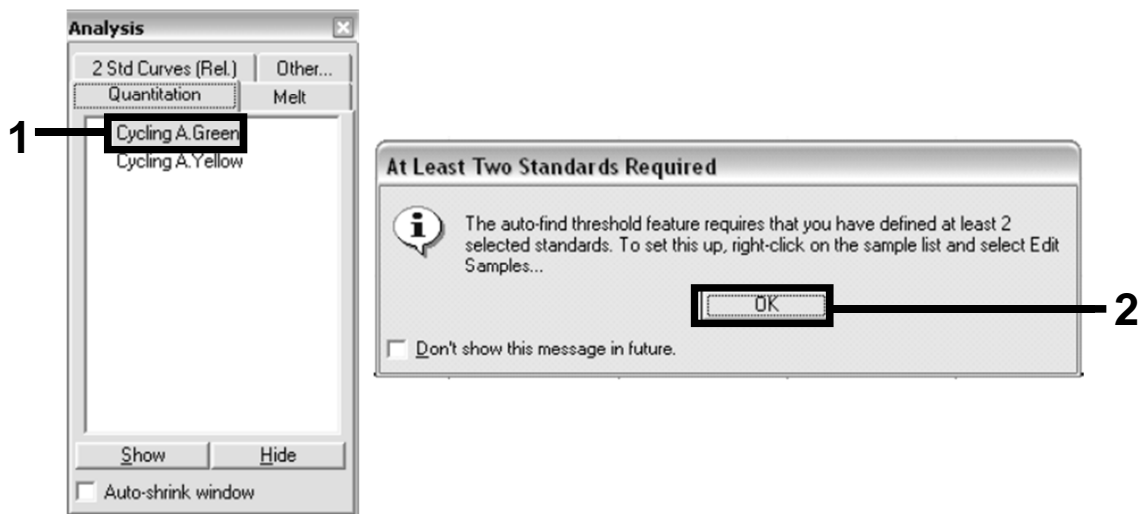 Analysis
2 Std Curves (Rel.) Other...
Quantitation Melt
1
Cycling A.Green
Cycling A.Yellow
Show Hide
Auto-shrink window
At Least Two Standards Required
The auto-find threshold feature requires that you have defined at least 2
selected standards. To set this up, right-click on the sample list and select Edit
Samples...
OK
2
Don't show this message in future.